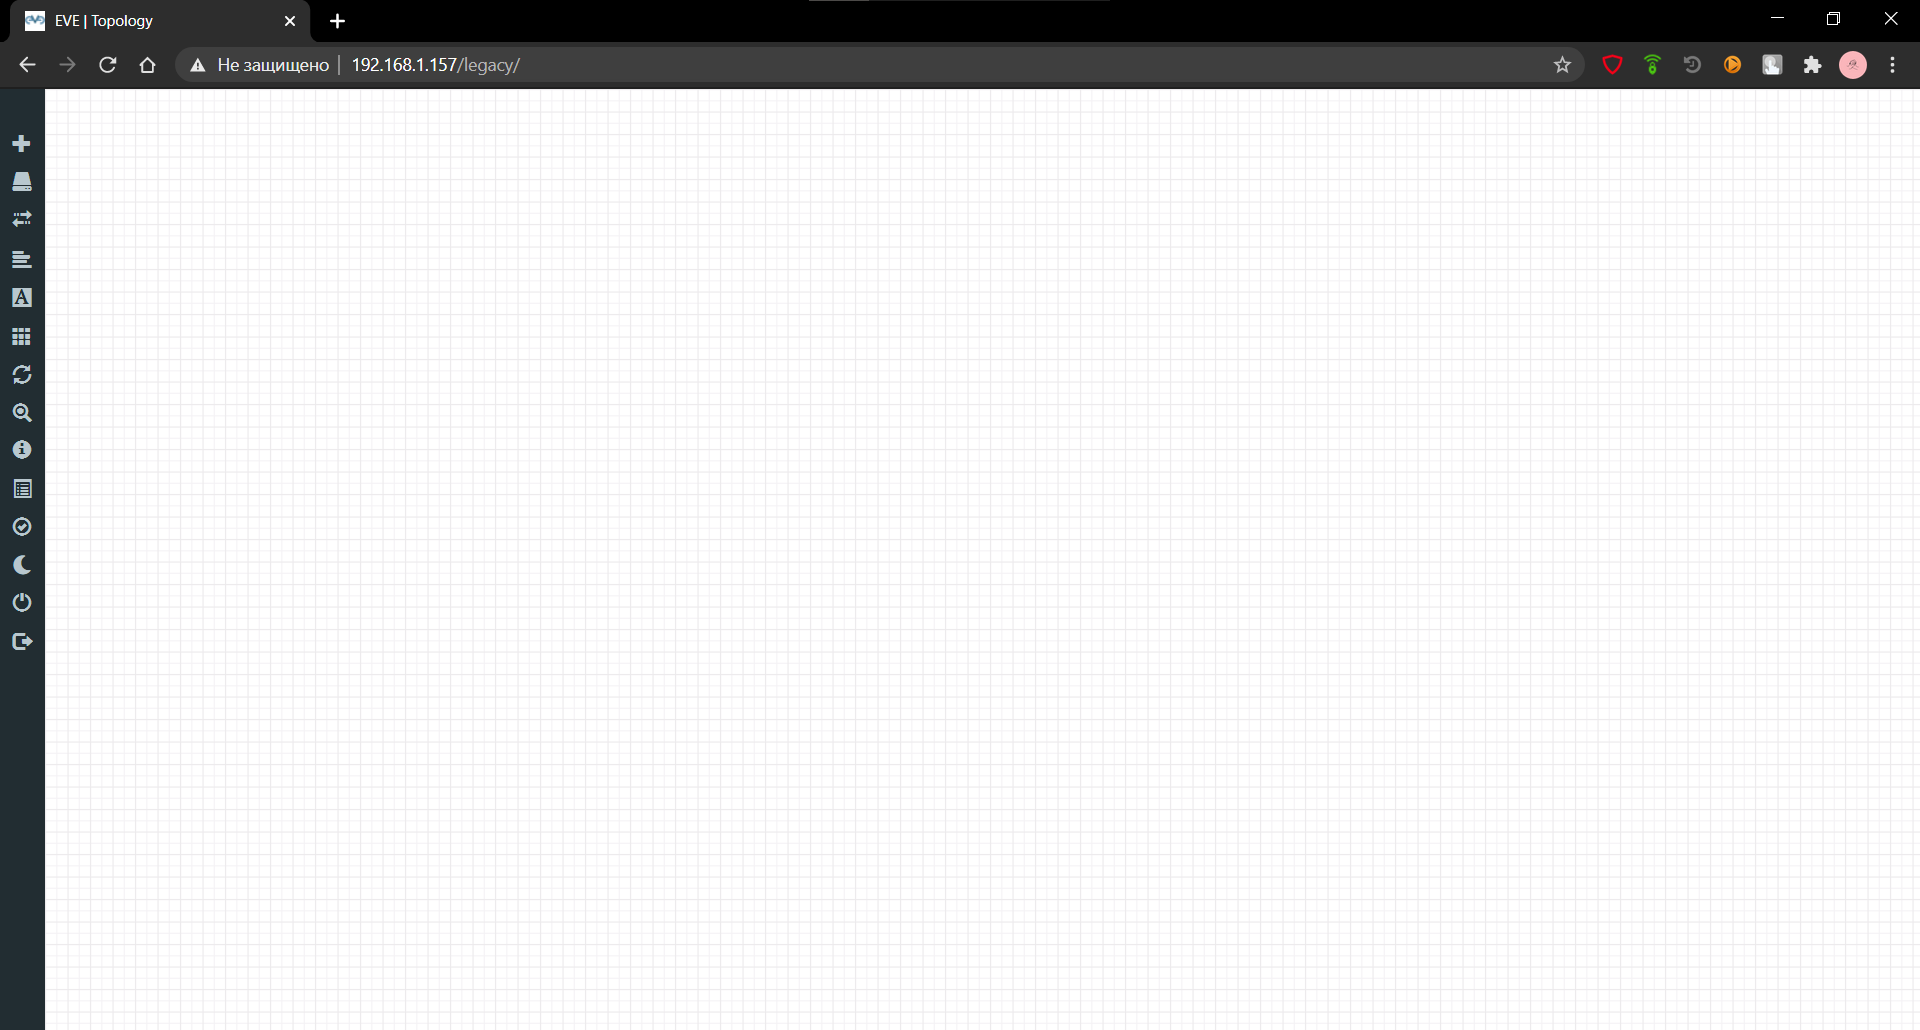 EVE | Topology
Не защищено 192.168.1.157/legacy/
A